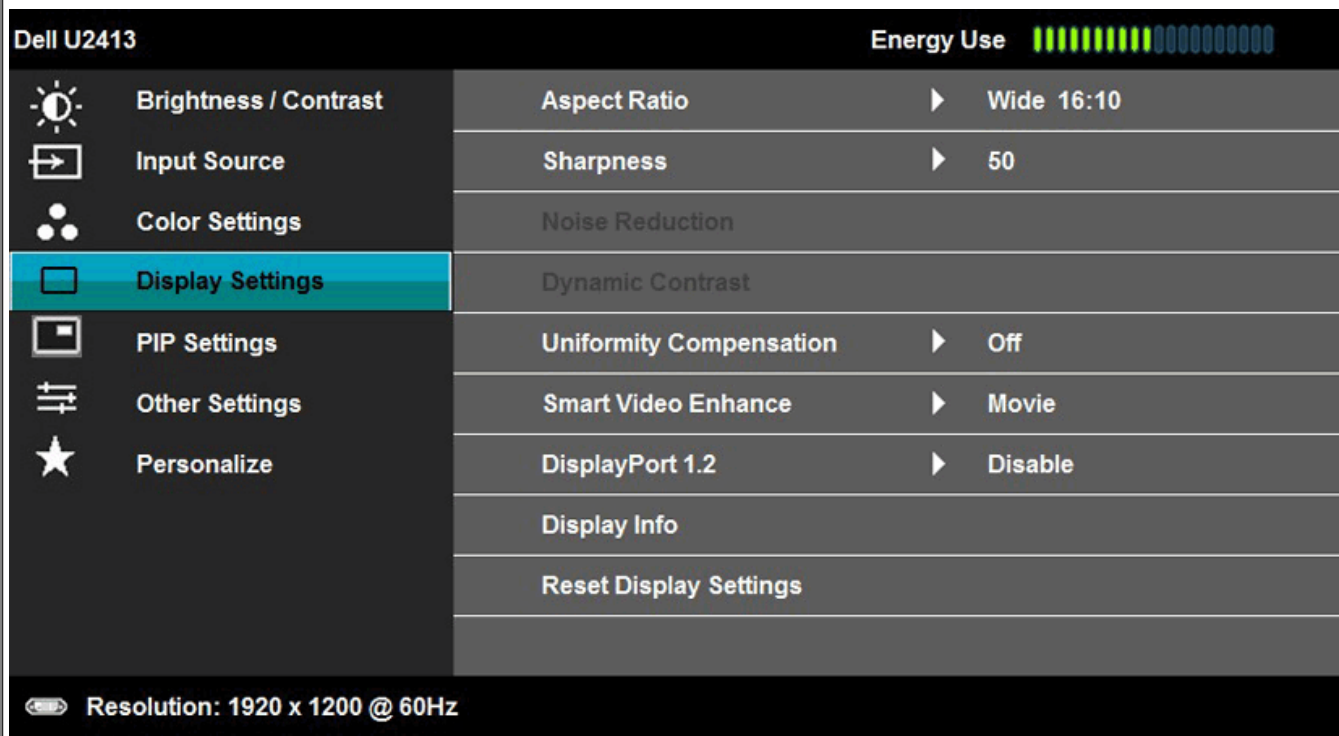 Dell U2413 Energy Use
Brightness / Contrast Aspect Ratio Wide 16:10
Input Source Sharpness 50
Color Settings Noise Reduction
Display Settings Dynamic Contrast
PIP Settings Uniformity Compensation Off
Other Settings Smart Video Enhance Movie
Personalize DisplayPort 1.2 Disable
Display Info
Reset Display Settings
Resolution: 1920 x 1200 @ 60Hz